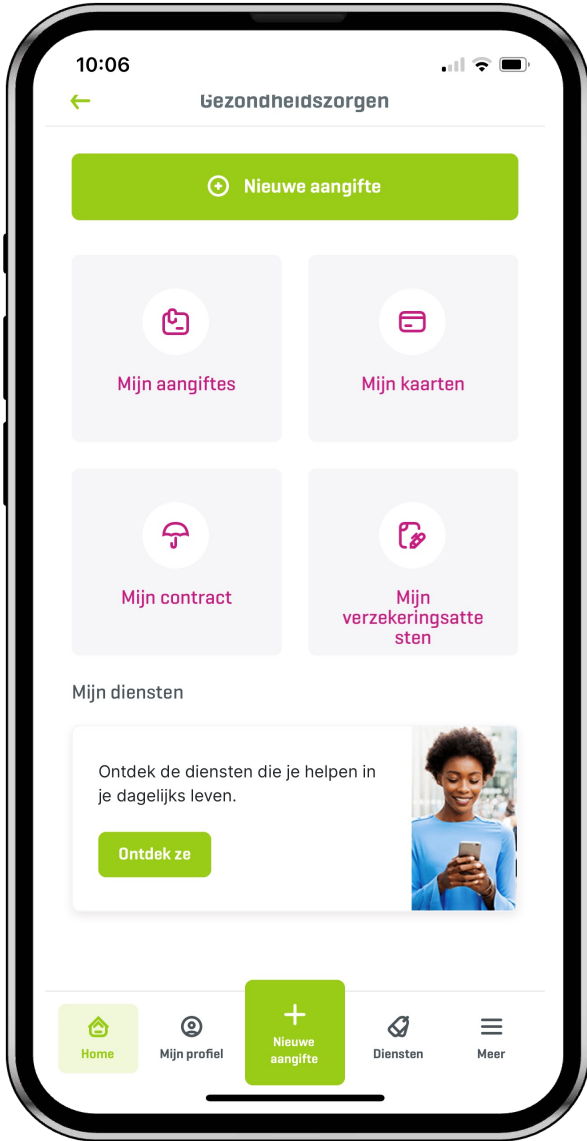 10:06
Gezondheidszorgen
Nieuwe aangifte
Mijn aangiftes
Mijn kaarten
Mijn contract
Mijn
verzekeringsatte
sten
Mijn diensten
Ontdek de diensten die je helpen in
je dagelijks leven.
Ontdek ze
Home
Mijn profiel
Nieuwe
aangifte
Diensten
Meer